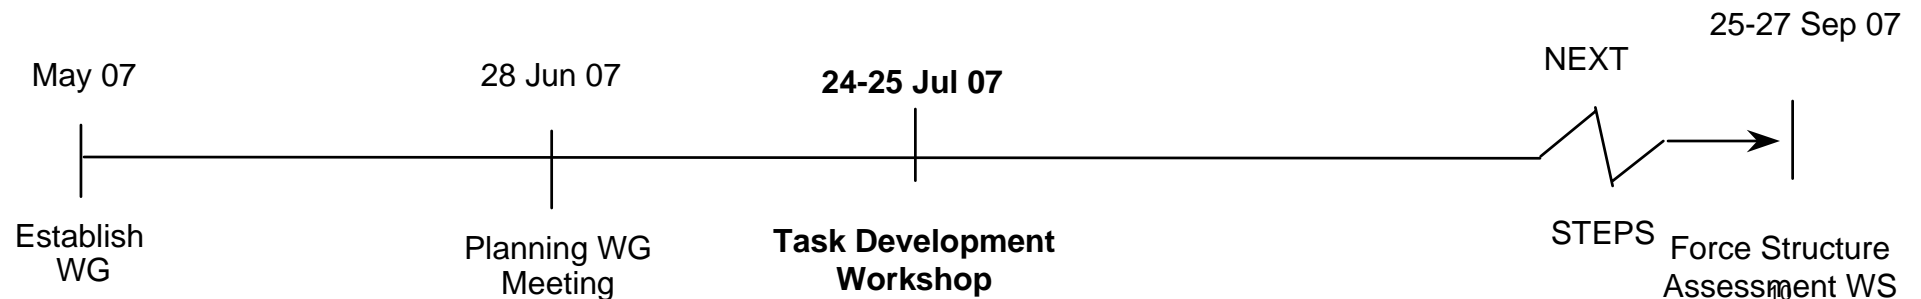 May 07
28 Jun 07
24-25 Jul 07
NEXT
25-27 Sep 07
Establish
WG
Planning WG
Meeting
Task Development
Workshop
STEPS
Force Structure
Assessment WS
10